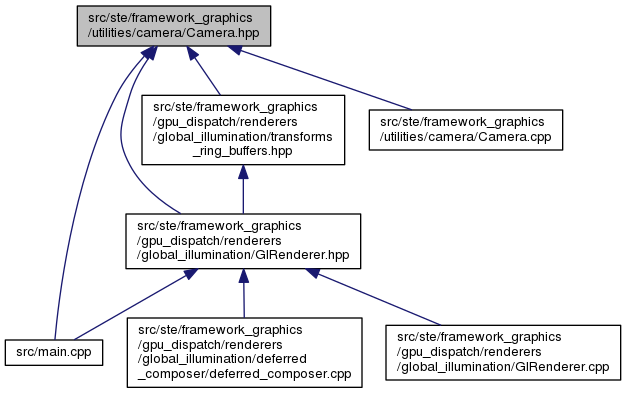 src/ste/framework_graphics
/utilities/camera/Camera.hpp
src/ste/framework_graphics
/gpu_dispatch/renderers
/global_illumination/transforms
_ring_buffers.hpp
src/ste/framework_graphics
/utilities/camera/Camera.cpp
src/ste/framework_graphics
/gpu_dispatch/renderers
/global_illumination/GIRenderer.hpp
src/main.cpp
src/ste/framework_graphics
/gpu_dispatch/renderers
/global_illumination/deferred
_composer/deferred_composer.cpp
src/ste/framework_graphics
/gpu_dispatch/renderers
/global_illumination/GIRenderer.cpp